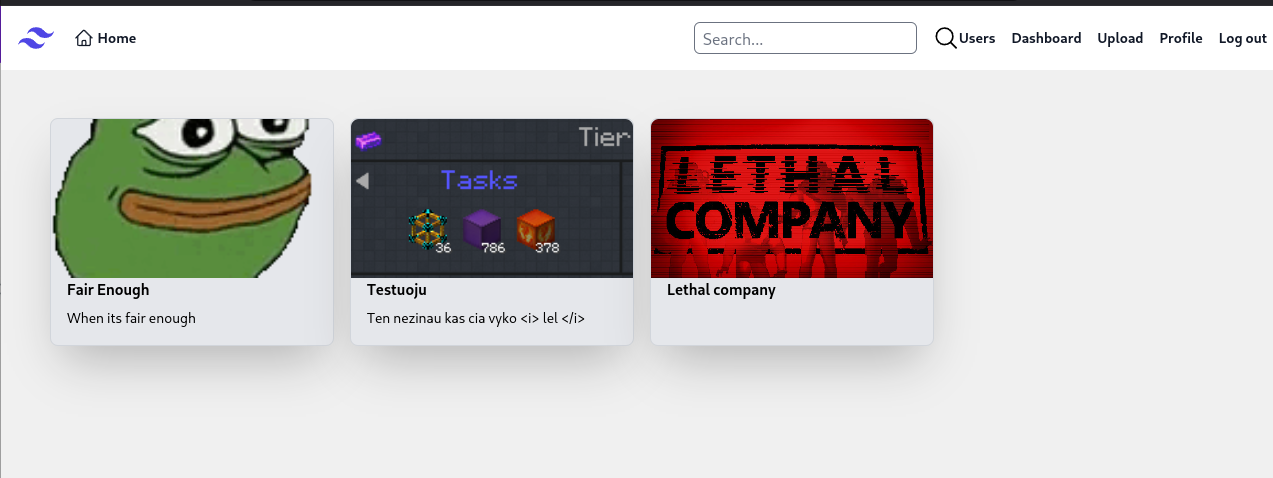 Home
Search...
Users
Dashboard
Upload
Profile
Log out
Tier
Tasks
36
786
378
LETHAL
COMPANY
Fair Enough
When its fair enough
Testuoju
Ten nezinau kas cia vyko <i> lel </i>
Lethal company